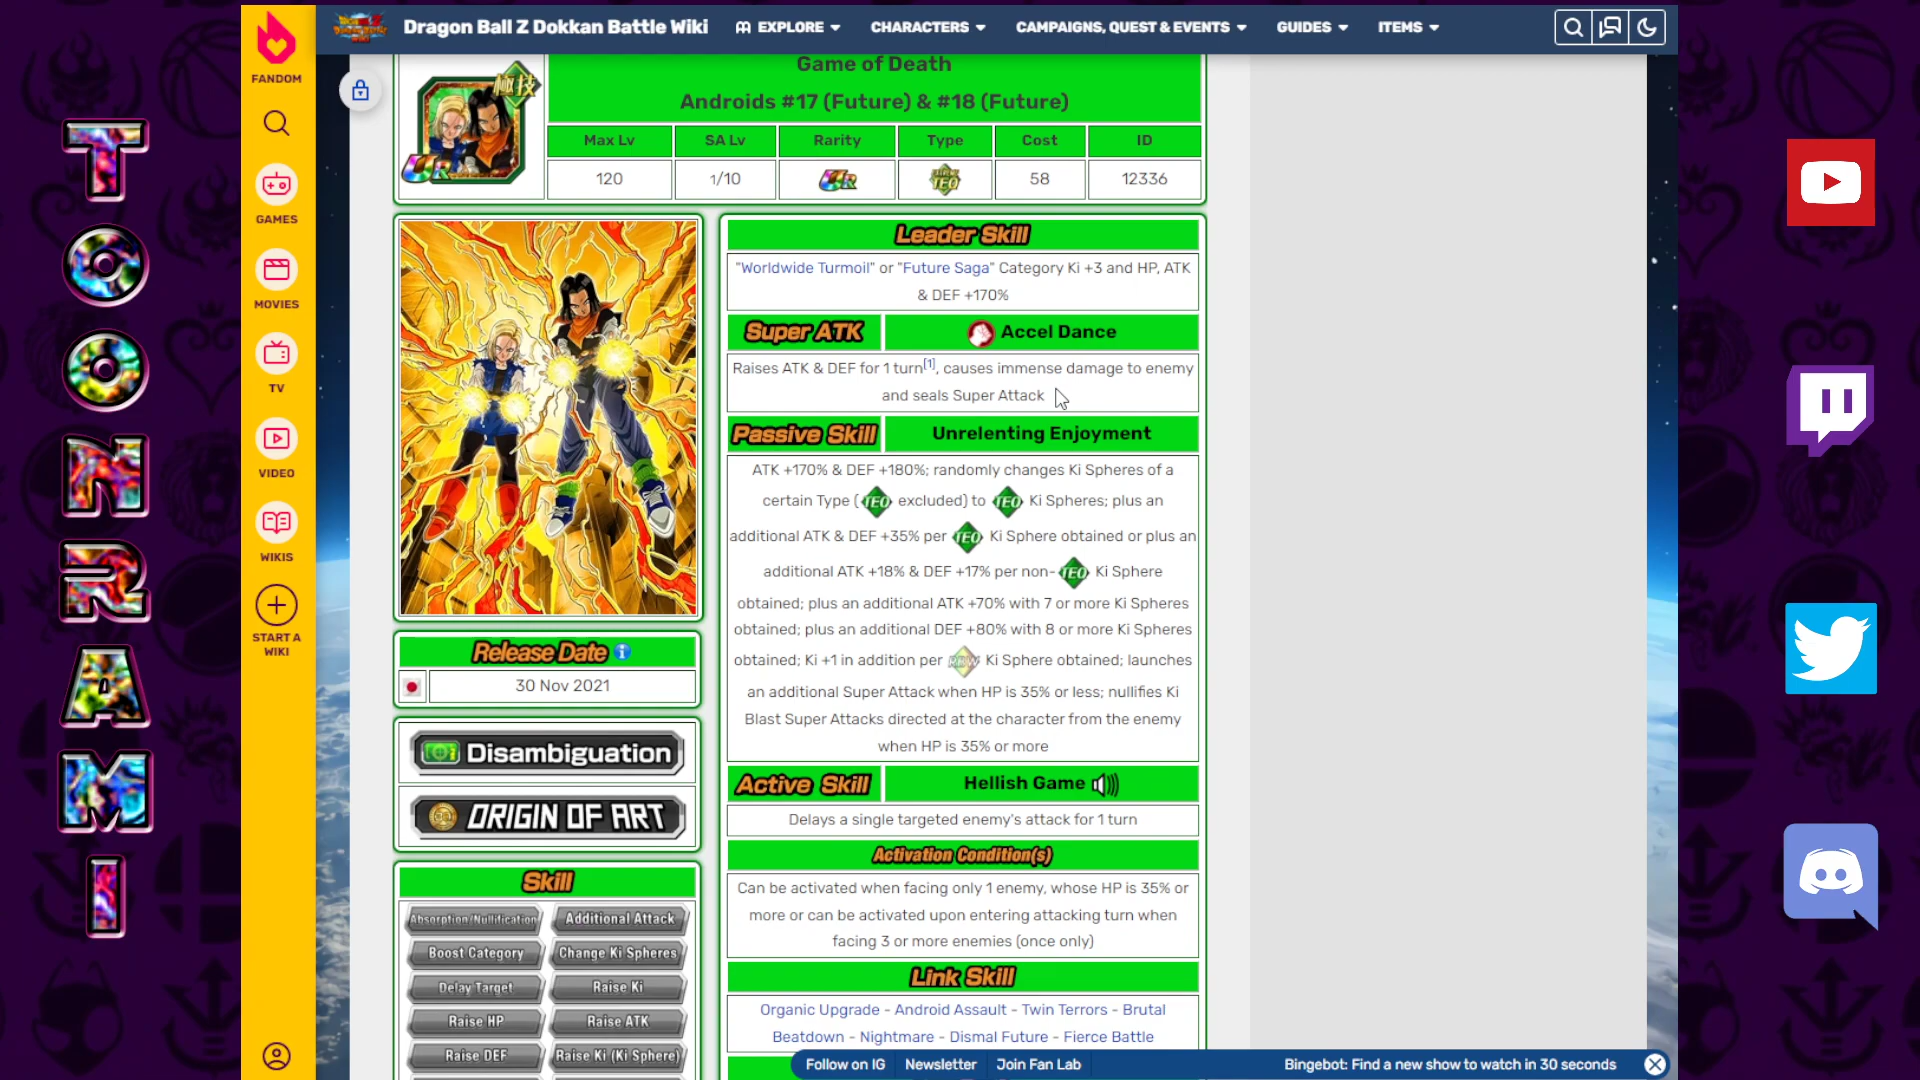 TOONRAMI
FANDOM
GAMES
MOVIES
TV
VIDEO
WIKIS
START A
WIKI
Dragon Ball Z Dokkan Battle Wiki
EXPLORE
CHARACTERS
CAMPAIGNS, QUEST & EVENTS
GUIDES
ITEMS
極技
UR
Game of Death
Androids #17 (Future) & #18 (Future)
Max Lv
SA Lv
Rarity
Type
Cost
ID
120
1/10
UR
EXTREME
TEQ
58
12336
Leader Skill
"Worldwide Turmoil" or "Future Saga" Category Ki +3 and HP, ATK
& DEF +170%
Super ATK
Accel Dance
Raises ATK & DEF for 1 turn[1], causes immense damage to enemy
and seals Super Attack
Passive Skill
Unrelenting Enjoyment
ATK +170% & DEF +180%; randomly changes Ki Spheres of a
certain Type (TEQ excluded) to TEQ Ki Spheres; plus an
additional ATK & DEF +35% per TEQ Ki Sphere obtained or plus an
additional ATK +18% & DEF +17% per non-TEQ Ki Sphere
obtained; plus an additional ATK +70% with 7 or more Ki Spheres
obtained; plus an additional DEF +80% with 8 or more Ki Spheres
obtained; Ki +1 in addition per RBW Ki Sphere obtained; launches
an additional Super Attack when HP is 35% or less; nullifies Ki
Blast Super Attacks directed at the character from the enemy
when HP is 35% or more
Active Skill
Hellish Game
Delays a single targeted enemy's attack for 1 turn
Activation Condition(s)
Can be activated when facing only 1 enemy, whose HP is 35% or
more or can be activated upon entering attacking turn when
facing 3 or more enemies (once only)
Link Skill
Organic Upgrade - Android Assault - Twin Terrors - Brutal
Beatdown - Nightmare - Dismal Future - Fierce Battle
Release Date
30 Nov 2021
Disambiguation
ORIGIN OF ART
Skill
Absorption/Nullification
Additional Attack
Boost Category
Change Ki Spheres
Delay Target
Raise Ki
Raise HP
Raise ATK
Raise DEF
Raise Ki (Ki Sphere)
Follow on IG
Newsletter
Join Fan Lab
Bingebot: Find a new show to watch in 30 seconds